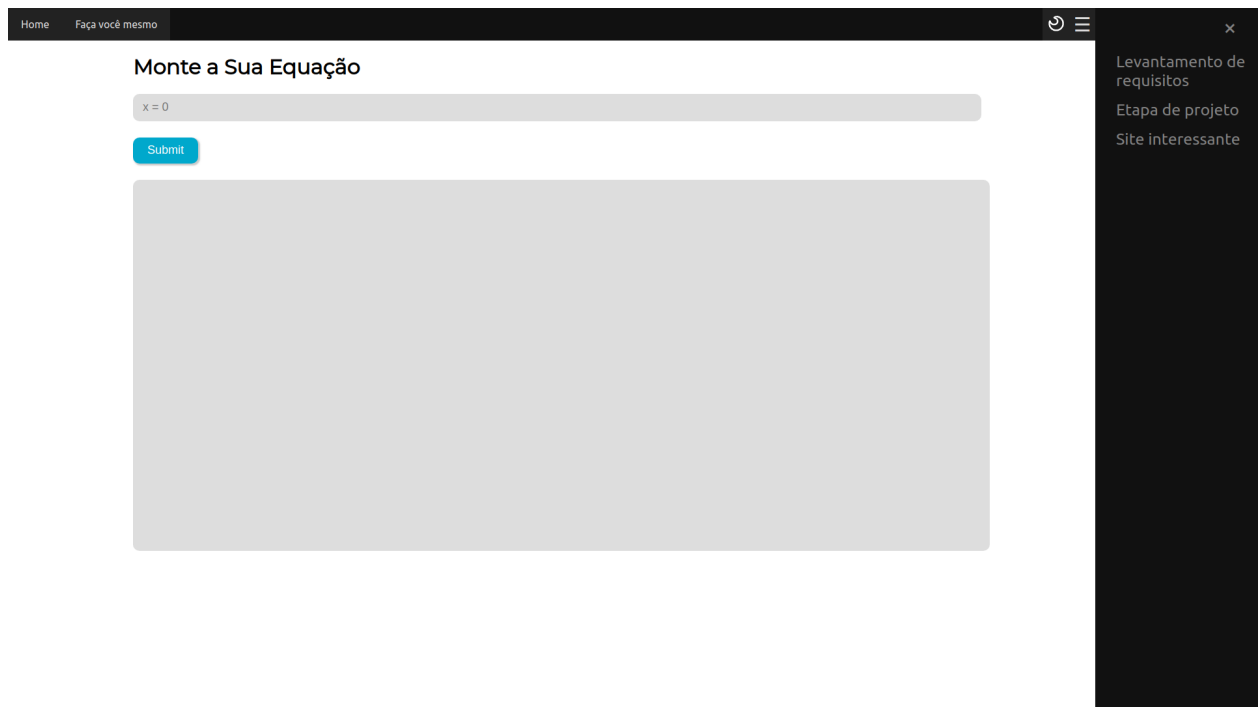 Home
Faça você mesmo
Monte a Sua Equação
x = 0
Submit
×
Levantamento de
requisitos
Etapa de projeto
Site interessante